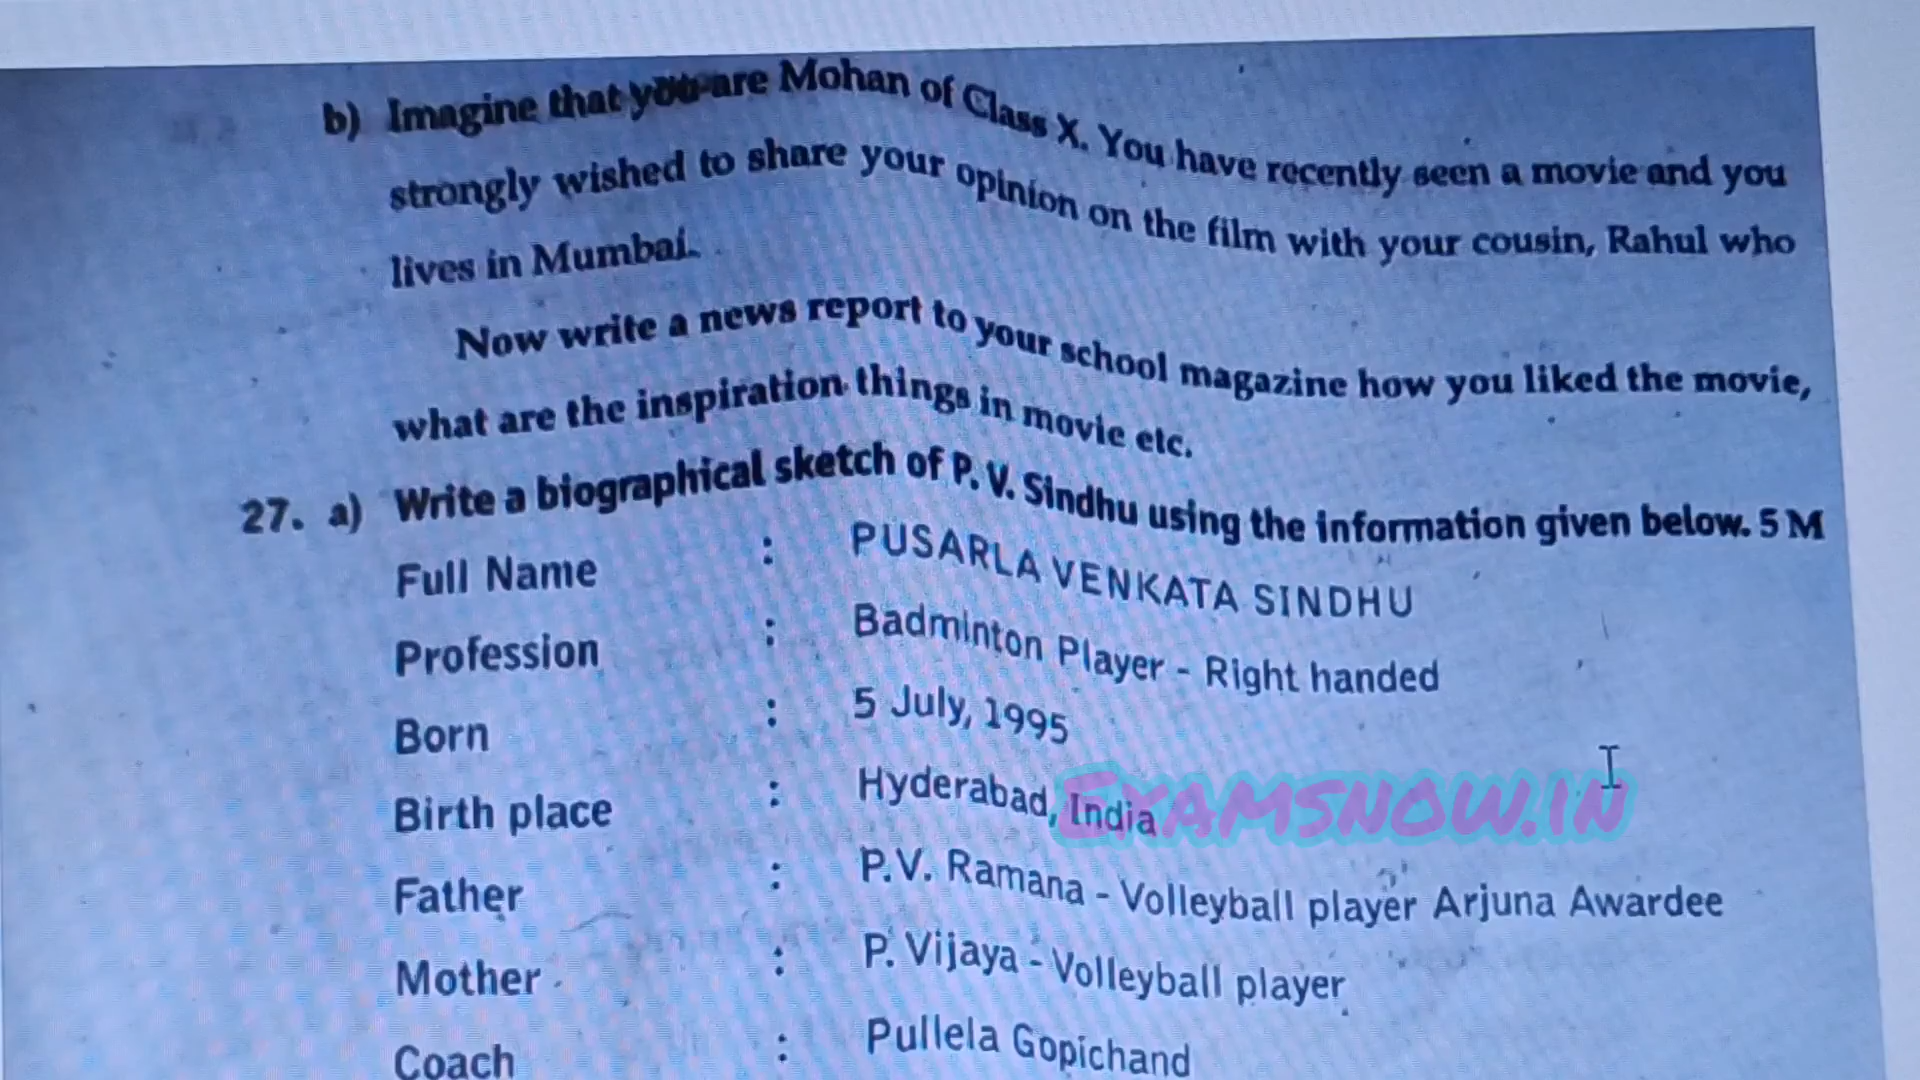 b) Imagine that you are Mohan of Class X. You have recently seen a movie and you
strongly wished to share your opinion on the film with your cousin, Rahul who
lives in Mumbai.
Now write a news report to your school magazine how you liked the movie,
what are the inspiration things in movie etc.
27. a) Write a biographical sketch of P. V. Sindhu using the information given below. 5 M
Full Name : PUSARLA VENKATA SINDHU
Profession : Badminton Player - Right handed
Born : 5 July, 1995
Birth place : Hyderabad, India
Examsnow.in
Father : P.V. Ramana - Volleyball player Arjuna Awardee
Mother : P. Vijaya - Volleyball player
Coach : Pullela Gopichand